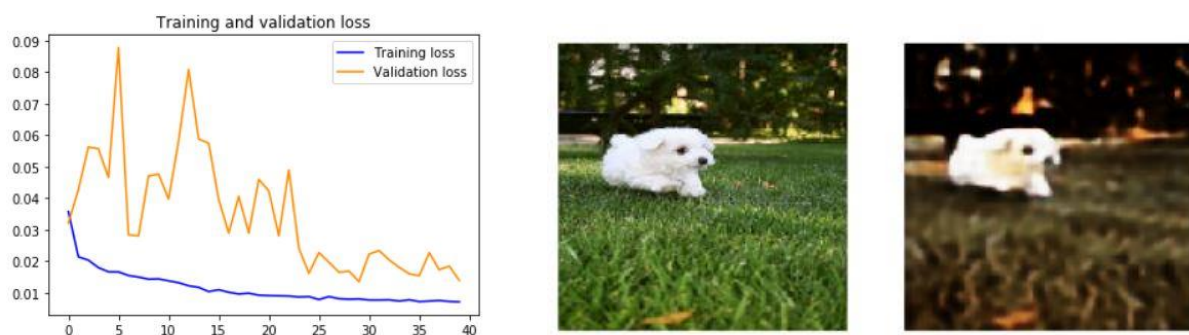 Training and validation loss
0.09
0.08
0.07
0.06
0.05
0.04
0.03
0.02
0.01
Training loss
Validation loss
0 5 10 15 20 25 30 35 40